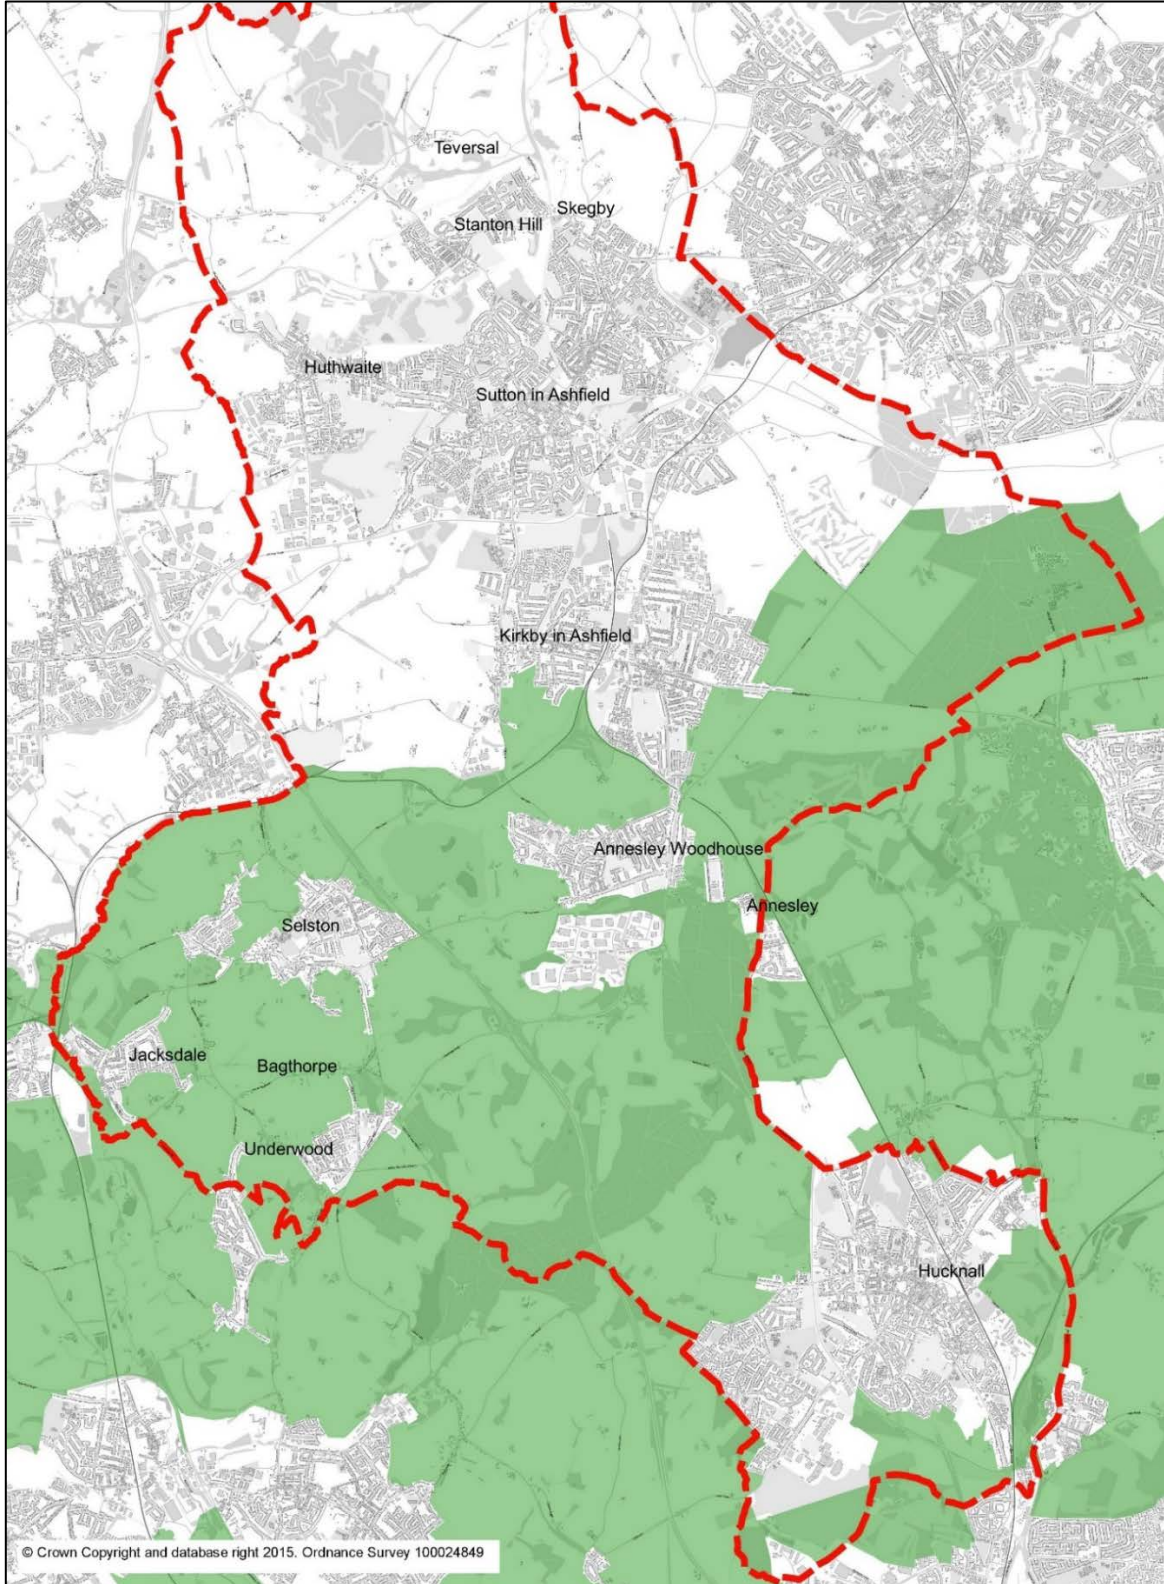 Teversal
Skegby
Stanton Hill
Huthwaite
Sutton in Ashfield
Kirkby in Ashfield
Annesley Woodhouse
Annesley
Selston
Jacksdale
Bagthorpe
Underwood
Hucknall
© Crown Copyright and database right 2015. Ordnance Survey 100024849